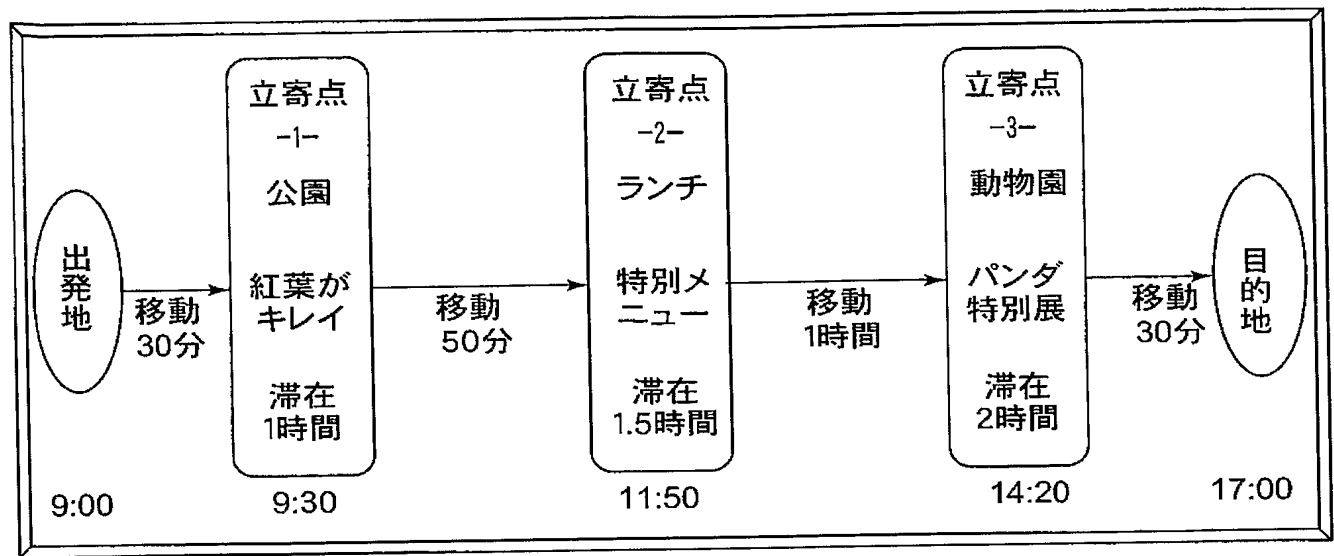 出発地
9:00
移動
30分
立寄点
-1-
公園
紅葉が
キレイ
滞在
1時間
9:30
移動
50分
立寄点
-2-
ランチ
特別メ
ニュー
滞在
1.5時間
11:50
移動
1時間
立寄点
-3-
動物園
パンダ
特別展
滞在
2時間
14:20
移動
30分
目的地
17:00